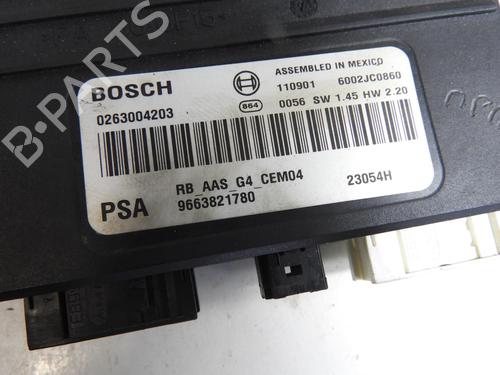 BOSCH
ASSEMBLED IN MEXICO
110901 6002JC0860
0263004203
864 0056 SW 1.45 HW 2.20
RB_AAS_G4_CEM04 23054H
PSA 9663821780
B-PARTS